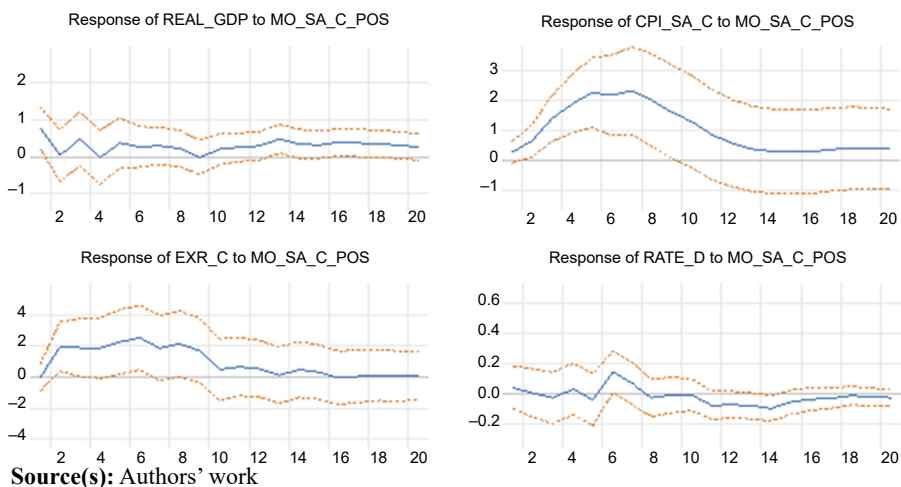 Response of REAL_GDP to MO_SA_C_POS
2
1
0
–1
2 4 6 8 10 12 14 16 18 20
Response of CPI_SA_C to MO_SA_C_POS
3
2
1
0
–1
2 4 6 8 10 12 14 16 18 20
Response of EXR_C to MO_SA_C_POS
4
2
0
–2
–4
2 4 6 8 10 12 14 16 18 20
Response of RATE_D to MO_SA_C_POS
0.6
0.4
0.2
0.0
–0.2
2 4 6 8 10 12 14 16 18 20
Source(s): Authors’ work